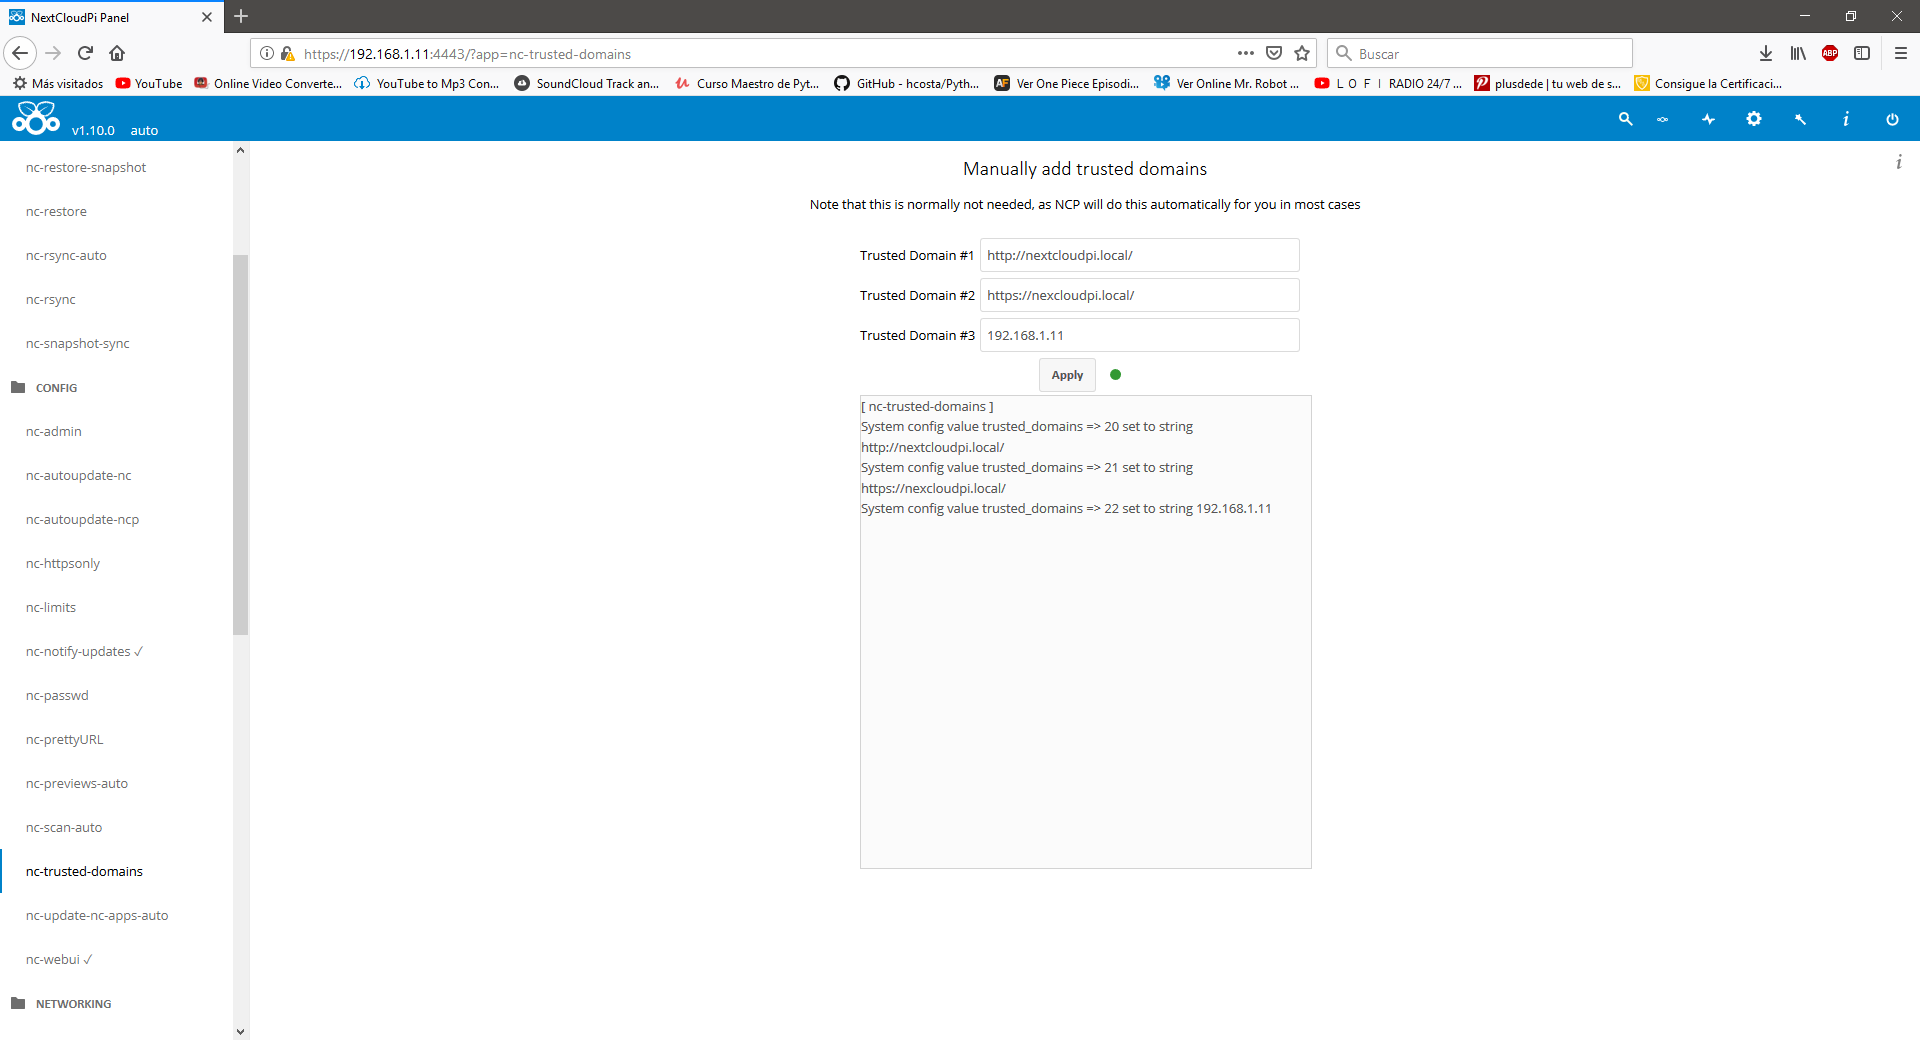 NextCloudPi Panel
https://192.168.1.11:4443/?app=nc-trusted-domains
Buscar
ABP
Más visitados
YouTube
Online Video Converte...
YouTube to Mp3 Con...
SoundCloud Track an...
Curso Maestro de Pyt...
GitHub - hcosta/Pyth...
AF
Ver One Piece Episodi...
Ver Online Mr. Robot ...
L O F I RADIO 24/7 ...
plusdede | tu web de s...
Consigue la Certificaci...
v1.10.0
auto
nc-restore-snapshot
nc-restore
nc-rsync-auto
nc-rsync
nc-snapshot-sync
CONFIG
nc-admin
nc-autoupdate-nc
nc-autoupdate-ncp
nc-httpsonly
nc-limits
nc-notify-updates ✓
nc-passwd
nc-prettyURL
nc-previews-auto
nc-scan-auto
nc-trusted-domains
nc-update-nc-apps-auto
nc-webui ✓
NETWORKING
Manually add trusted domains
Note that this is normally not needed, as NCP will do this automatically for you in most cases
Trusted Domain #1 http://nextcloudpi.local/
Trusted Domain #2 https://nexcloudpi.local/
Trusted Domain #3 192.168.1.11
Apply
[ nc-trusted-domains ]
System config value trusted_domains => 20 set to string
http://nextcloudpi.local/
System config value trusted_domains => 21 set to string
https://nexcloudpi.local/
System config value trusted_domains => 22 set to string 192.168.1.11